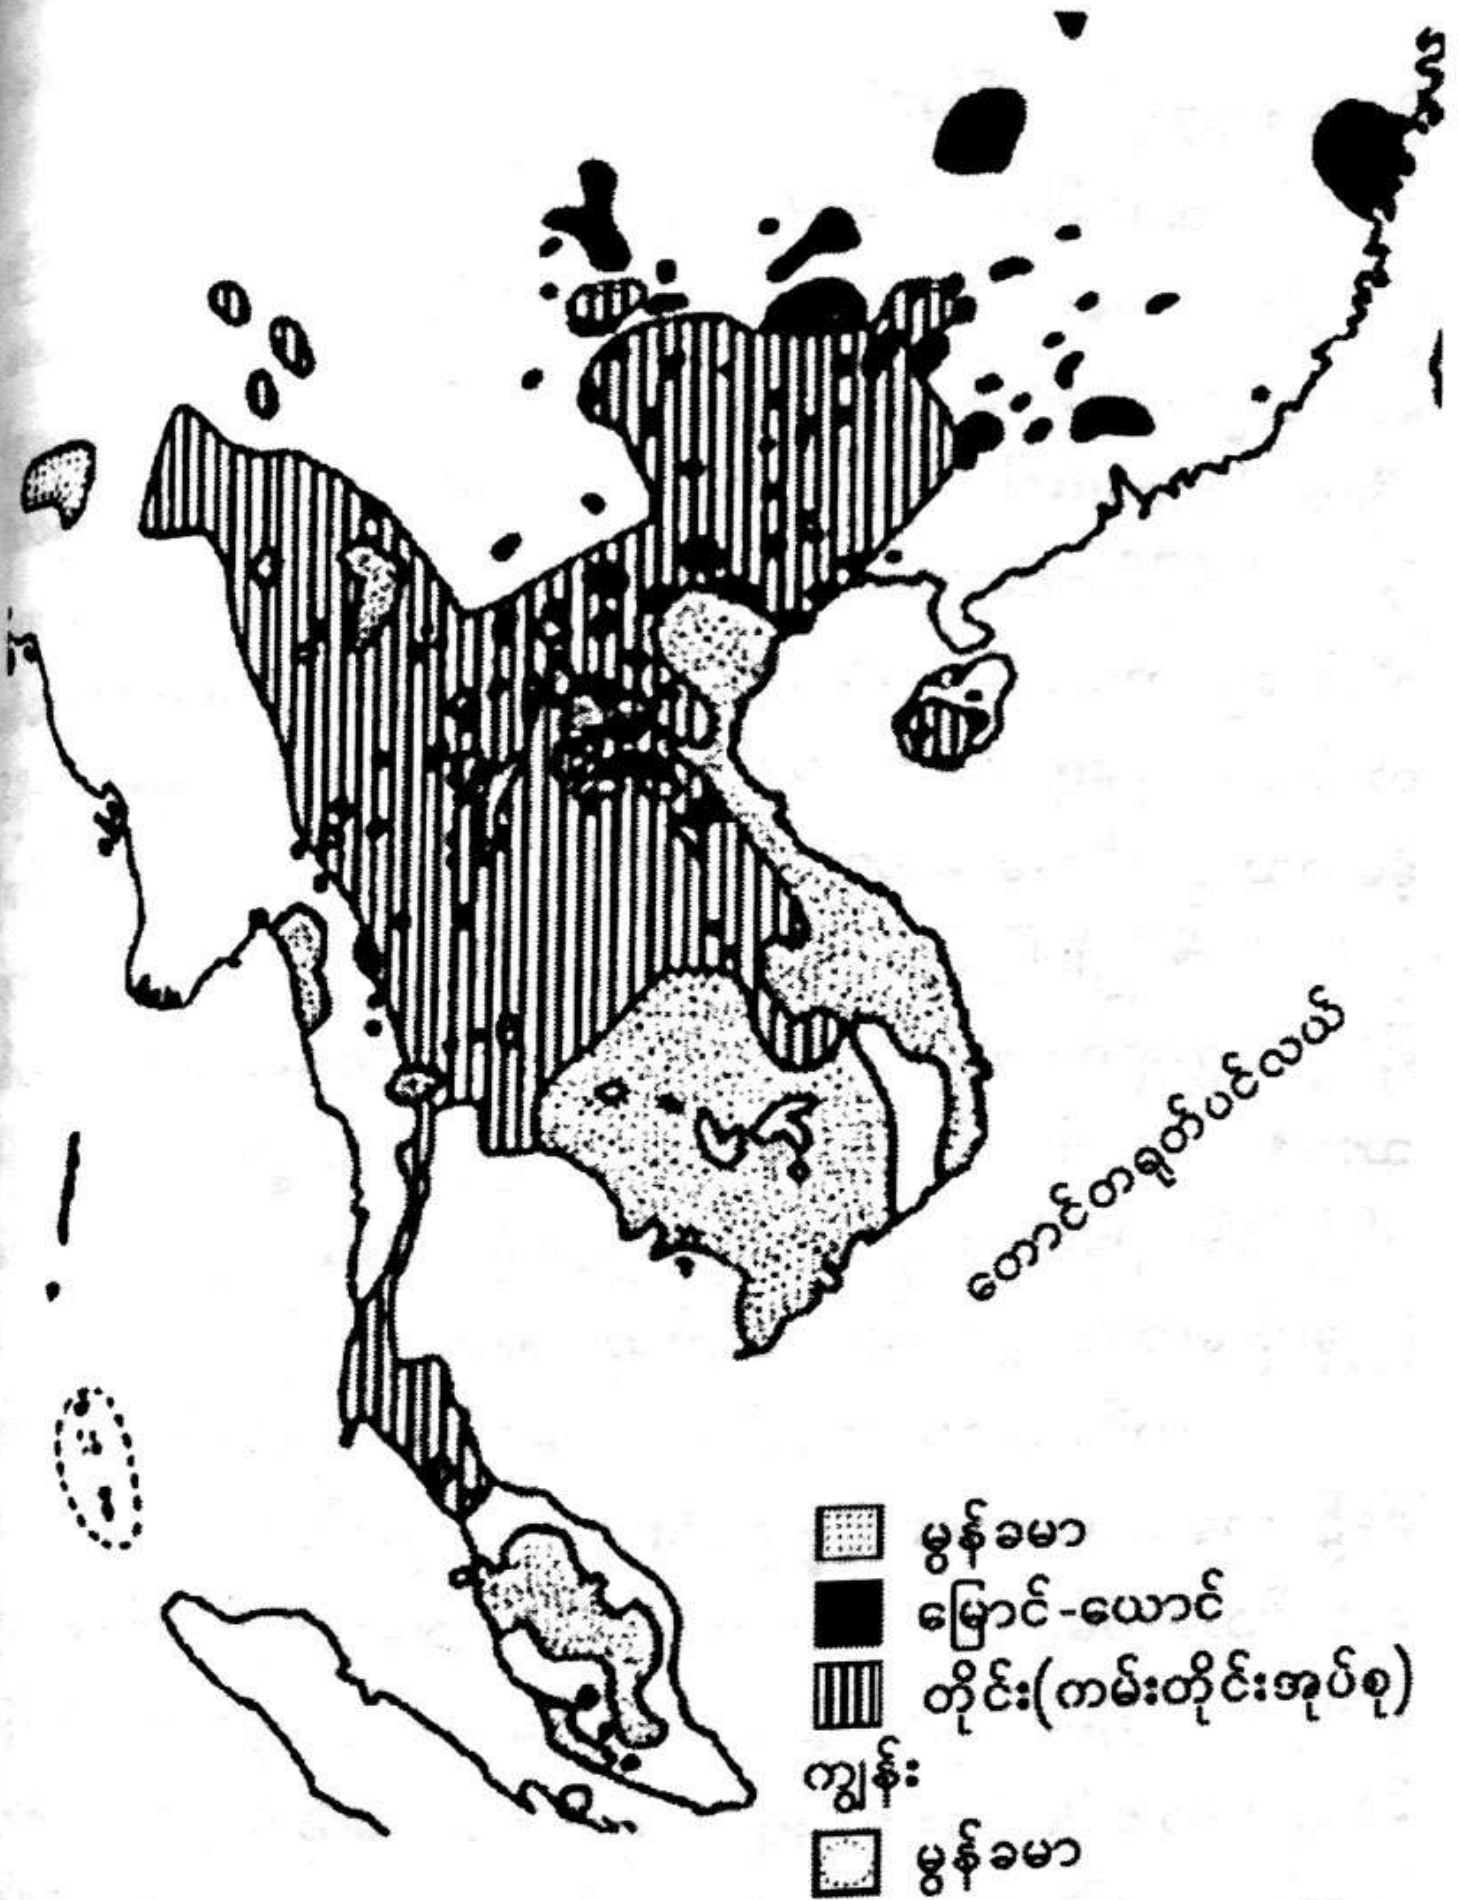 တောင်တရုတ်ပင်လယ်
မွန်ခမာ
မြောင်-ယောင်
တိုင်း(ကမ်းတိုင်းအုပ်စု)
ကျွန်း
မွန်ခမာ